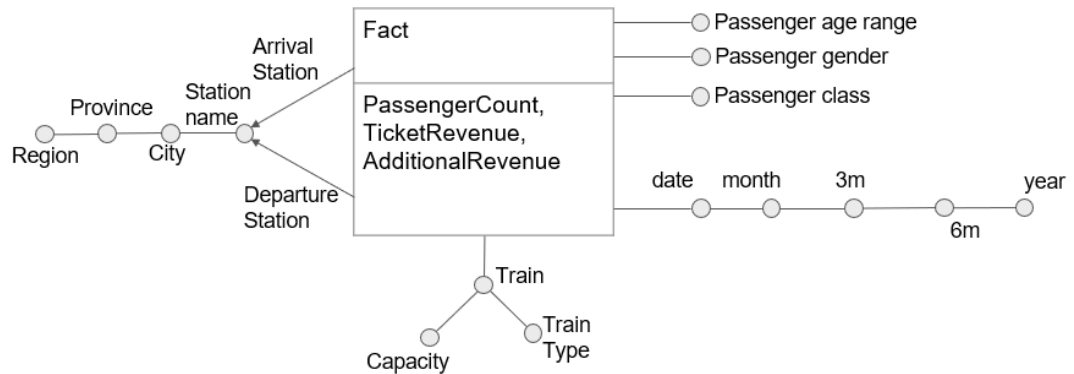 Fact
Passenger age range
Arrival
Station
Passenger gender
Passenger class
Station
name
Province
PassengerCount,
TicketRevenue,
AdditionalRevenue
Region
City
Departure
Station
date
month
3m
year
6m
Train
Train
Type
Capacity